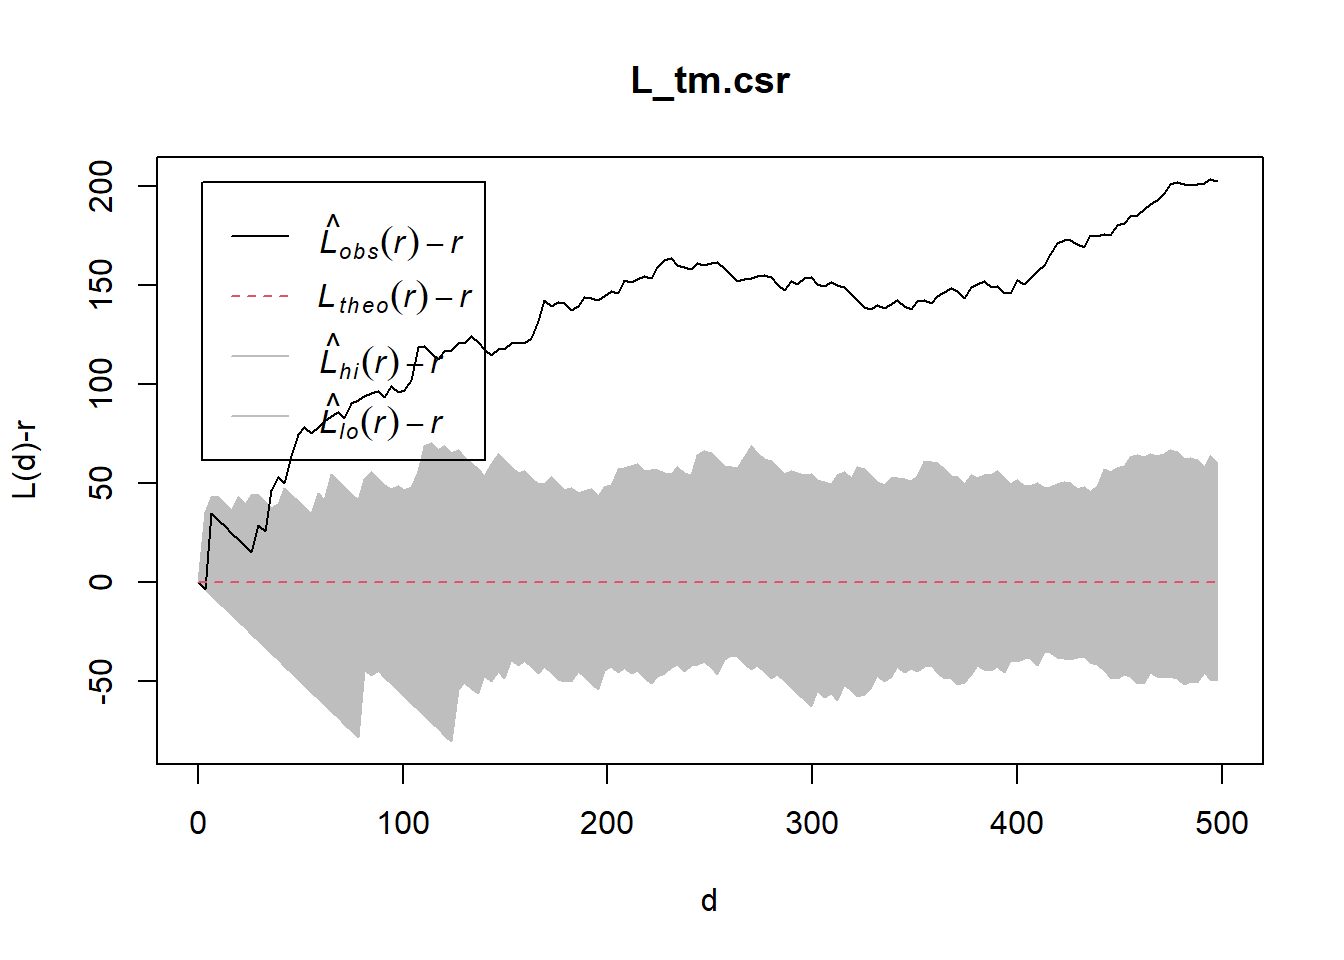 L_tm.csr
L̂obs(r) − r
Ltheo(r) − r
L̂hi(r) − r
L̂lo(r) − r
L(d)-r
200
150
100
50
0
-50
0 100 200 300 400 500
d